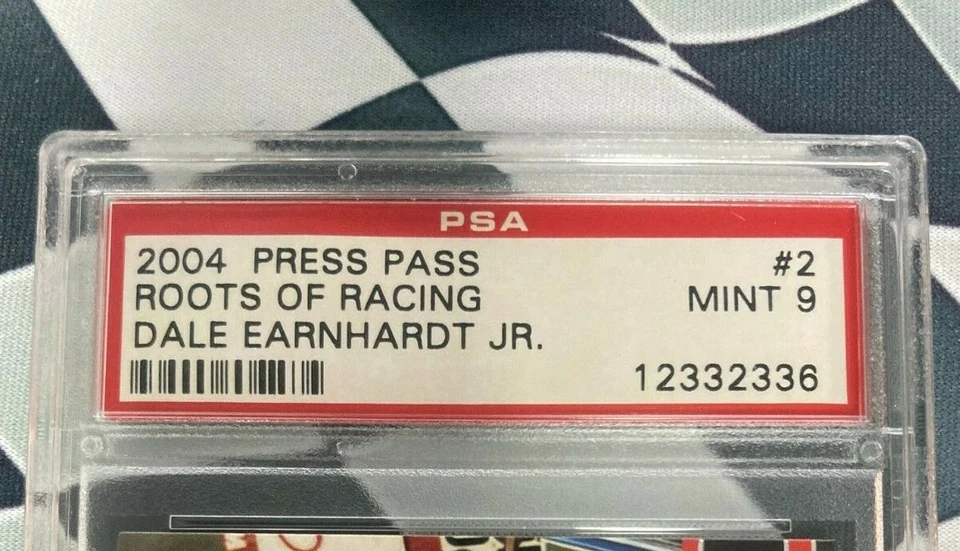 PSA
2004 PRESS PASS #2
ROOTS OF RACING MINT 9
DALE EARNHARDT JR.
12332336